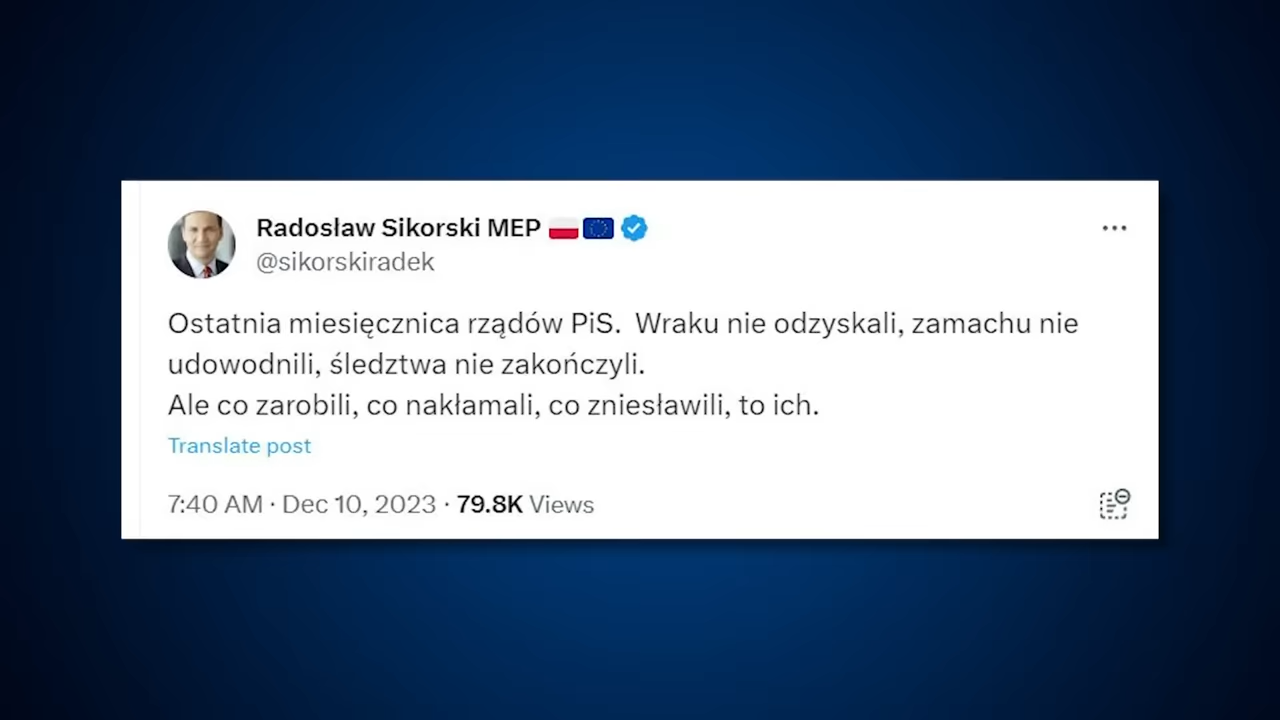 Radosław Sikorski MEP 🇵🇱🇪🇺
@sikorskiradek
Ostatnia miesięcznica rządów PiS.  Wraku nie odzyskali, zamachu nie
udowodnili, śledztwa nie zakończyli.
Ale co zarobili, co nakłamali, co zniesławili, to ich.
Translate post
7:40 AM · Dec 10, 2023 · 79.8K Views